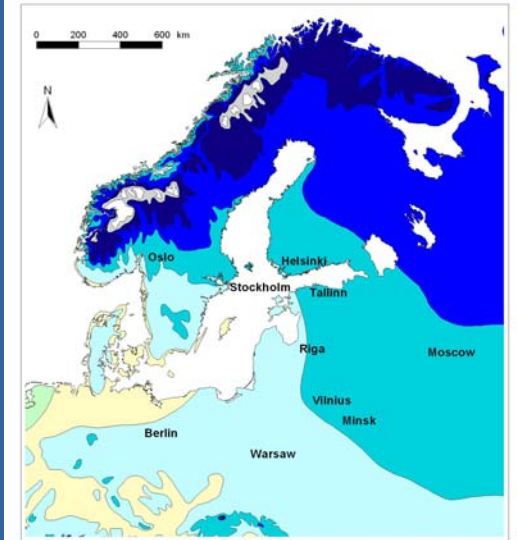 0 200 400 600 km
N
Oslo
Helsinki
Stockholm
Tallinn
Riga
Moscow
Vilnius
Minsk
Berlin
Warsaw